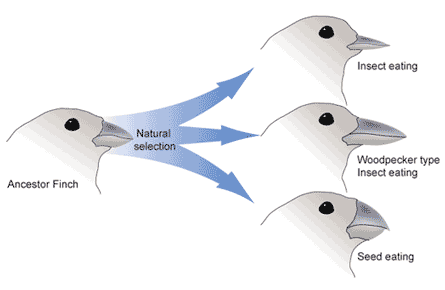 Ancestor Finch
Natural
selection
Insect eating
Woodpecker type
Insect eating
Seed eating